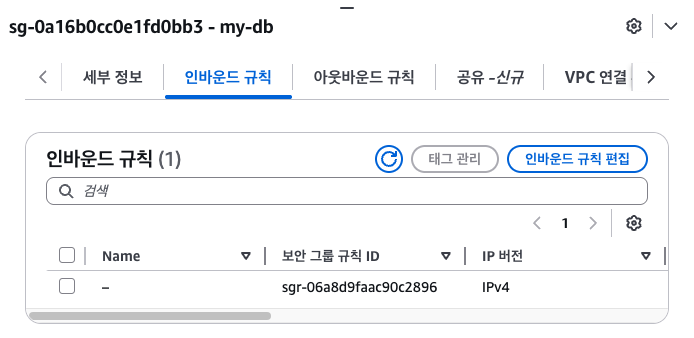 sg-0a16b0cc0e1fd0bb3 - my-db
세부 정보 인바운드 규칙 아웃바운드 규칙 공유 -신규 VPC 연결
인바운드 규칙 (1) 태그 관리 인바운드 규칙 편집
검색
1
Name 보안 그룹 규칙 ID IP 버전
– sgr-06a8d9faac90c2896 IPv4